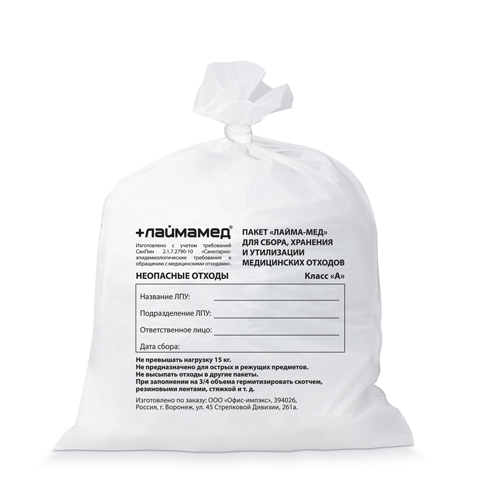 +лаймамед®
Изготовлено с учетом требований
СанПин 2.1.7.2790-10 «Санитарно-
эпидемиологические требования к
обращению с медицинскими отходами».
ПАКЕТ «ЛАЙМА-МЕД»
ДЛЯ СБОРА, ХРАНЕНИЯ
И УТИЛИЗАЦИИ
МЕДИЦИНСКИХ ОТХОДОВ
НЕОПАСНЫЕ ОТХОДЫ Класс «А»
Название ЛПУ:
Подразделение ЛПУ:
Ответственное лицо:
Дата сбора:
Не превышать нагрузку 15 кг.
Не предназначено для острых и режущих предметов.
Не высыпать отходы в другие пакеты.
При заполнении на 3/4 объема гермитизировать скотчем,
резиновыми лентами, стяжкой и т. д.
Изготовлено по заказу: ООО «Офис-импэкс», 394026,
Россия, г. Воронеж, ул. 45 Стрелковой Дивизии, 261а.